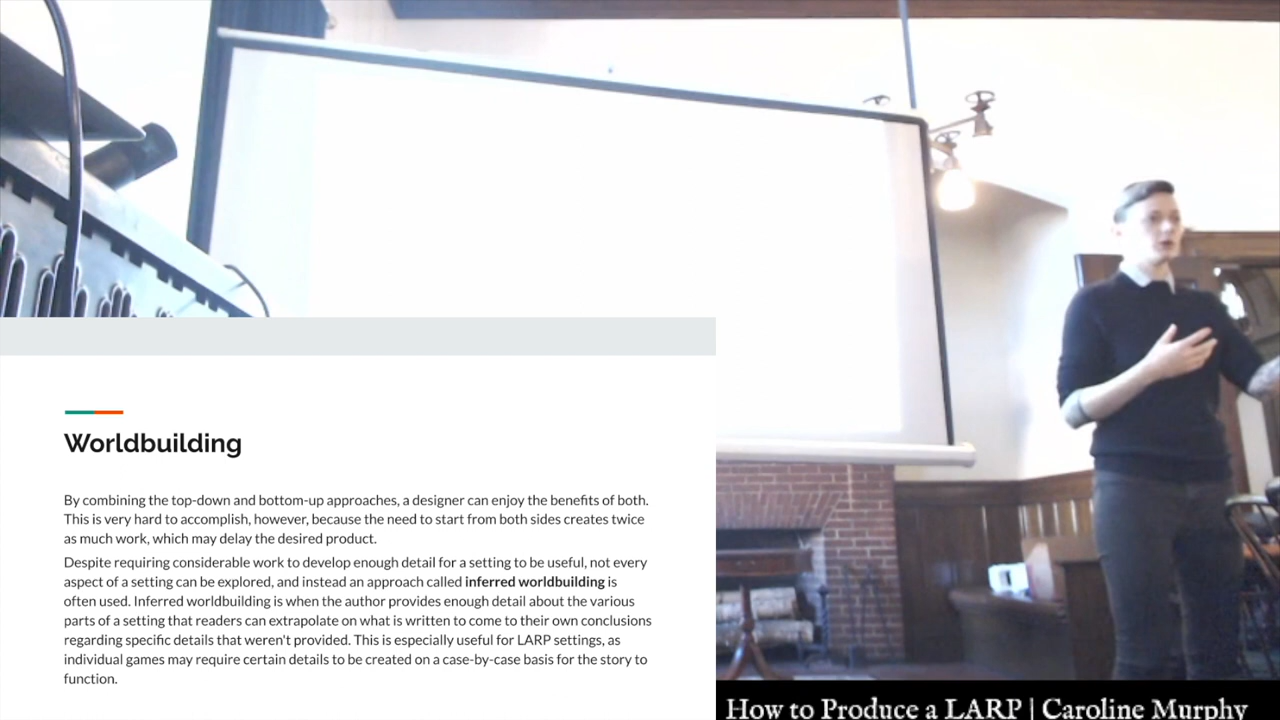 Worldbuilding
By combining the top-down and bottom-up approaches, a designer can enjoy the benefits of both.
This is very hard to accomplish, however, because the need to start from both sides creates twice
as much work, which may delay the desired product.
Despite requiring considerable work to develop enough detail for a setting to be useful, not every
aspect of a setting can be explored, and instead an approach called inferred worldbuilding is
often used. Inferred worldbuilding is when the author provides enough detail about the various
parts of a setting that readers can extrapolate on what is written to come to their own conclusions
regarding specific details that weren't provided. This is especially useful for LARP settings, as
individual games may require certain details to be created on a case-by-case basis for the story to
function.
How to Produce a LARP | Caroline Murphy